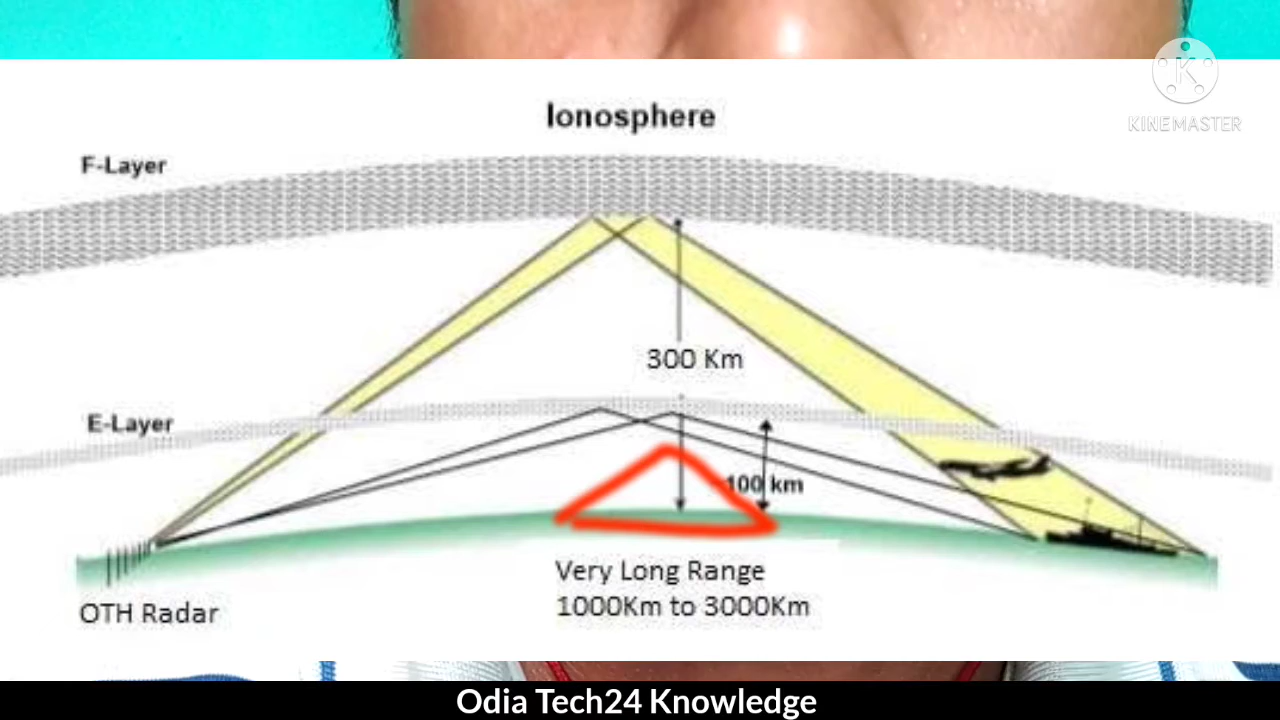 Ionosphere
KINEMASTER
F-Layer
300 Km
E-Layer
100 km
Very Long Range
1000Km to 3000Km
OTH Radar
Odia Tech24 Knowledge